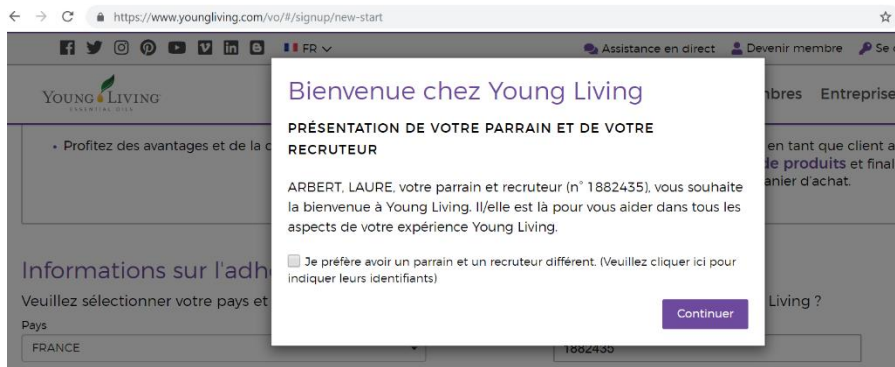 https://www.youngliving.com/vo/#/signup/new-start
FR
Assistance en direct
Devenir membre
Se
YOUNG LIVING
ESSENTIAL OILS
Entreprise
Bienvenue chez Young Living
PRÉSENTATION DE VOTRE PARRAIN ET DE VOTRE
RECRUTEUR
• Profitez des avantages et de la
en tant que client
de produits et
d'achat.
ARBERT, LAURE, votre parrain et recruteur (n° 1882435), vous souhaite
la bienvenue à Young Living. Il/elle est là pour vous aider dans tous les
aspects de votre expérience Young Living.
Je préfère avoir un parrain et un recruteur différent. (Veuillez cliquer ici pour
indiquer leurs identifiants)
Continuer
Informations sur
Veuillez sélectionner votre pays et
Living ?
Pays
FRANCE
1882435